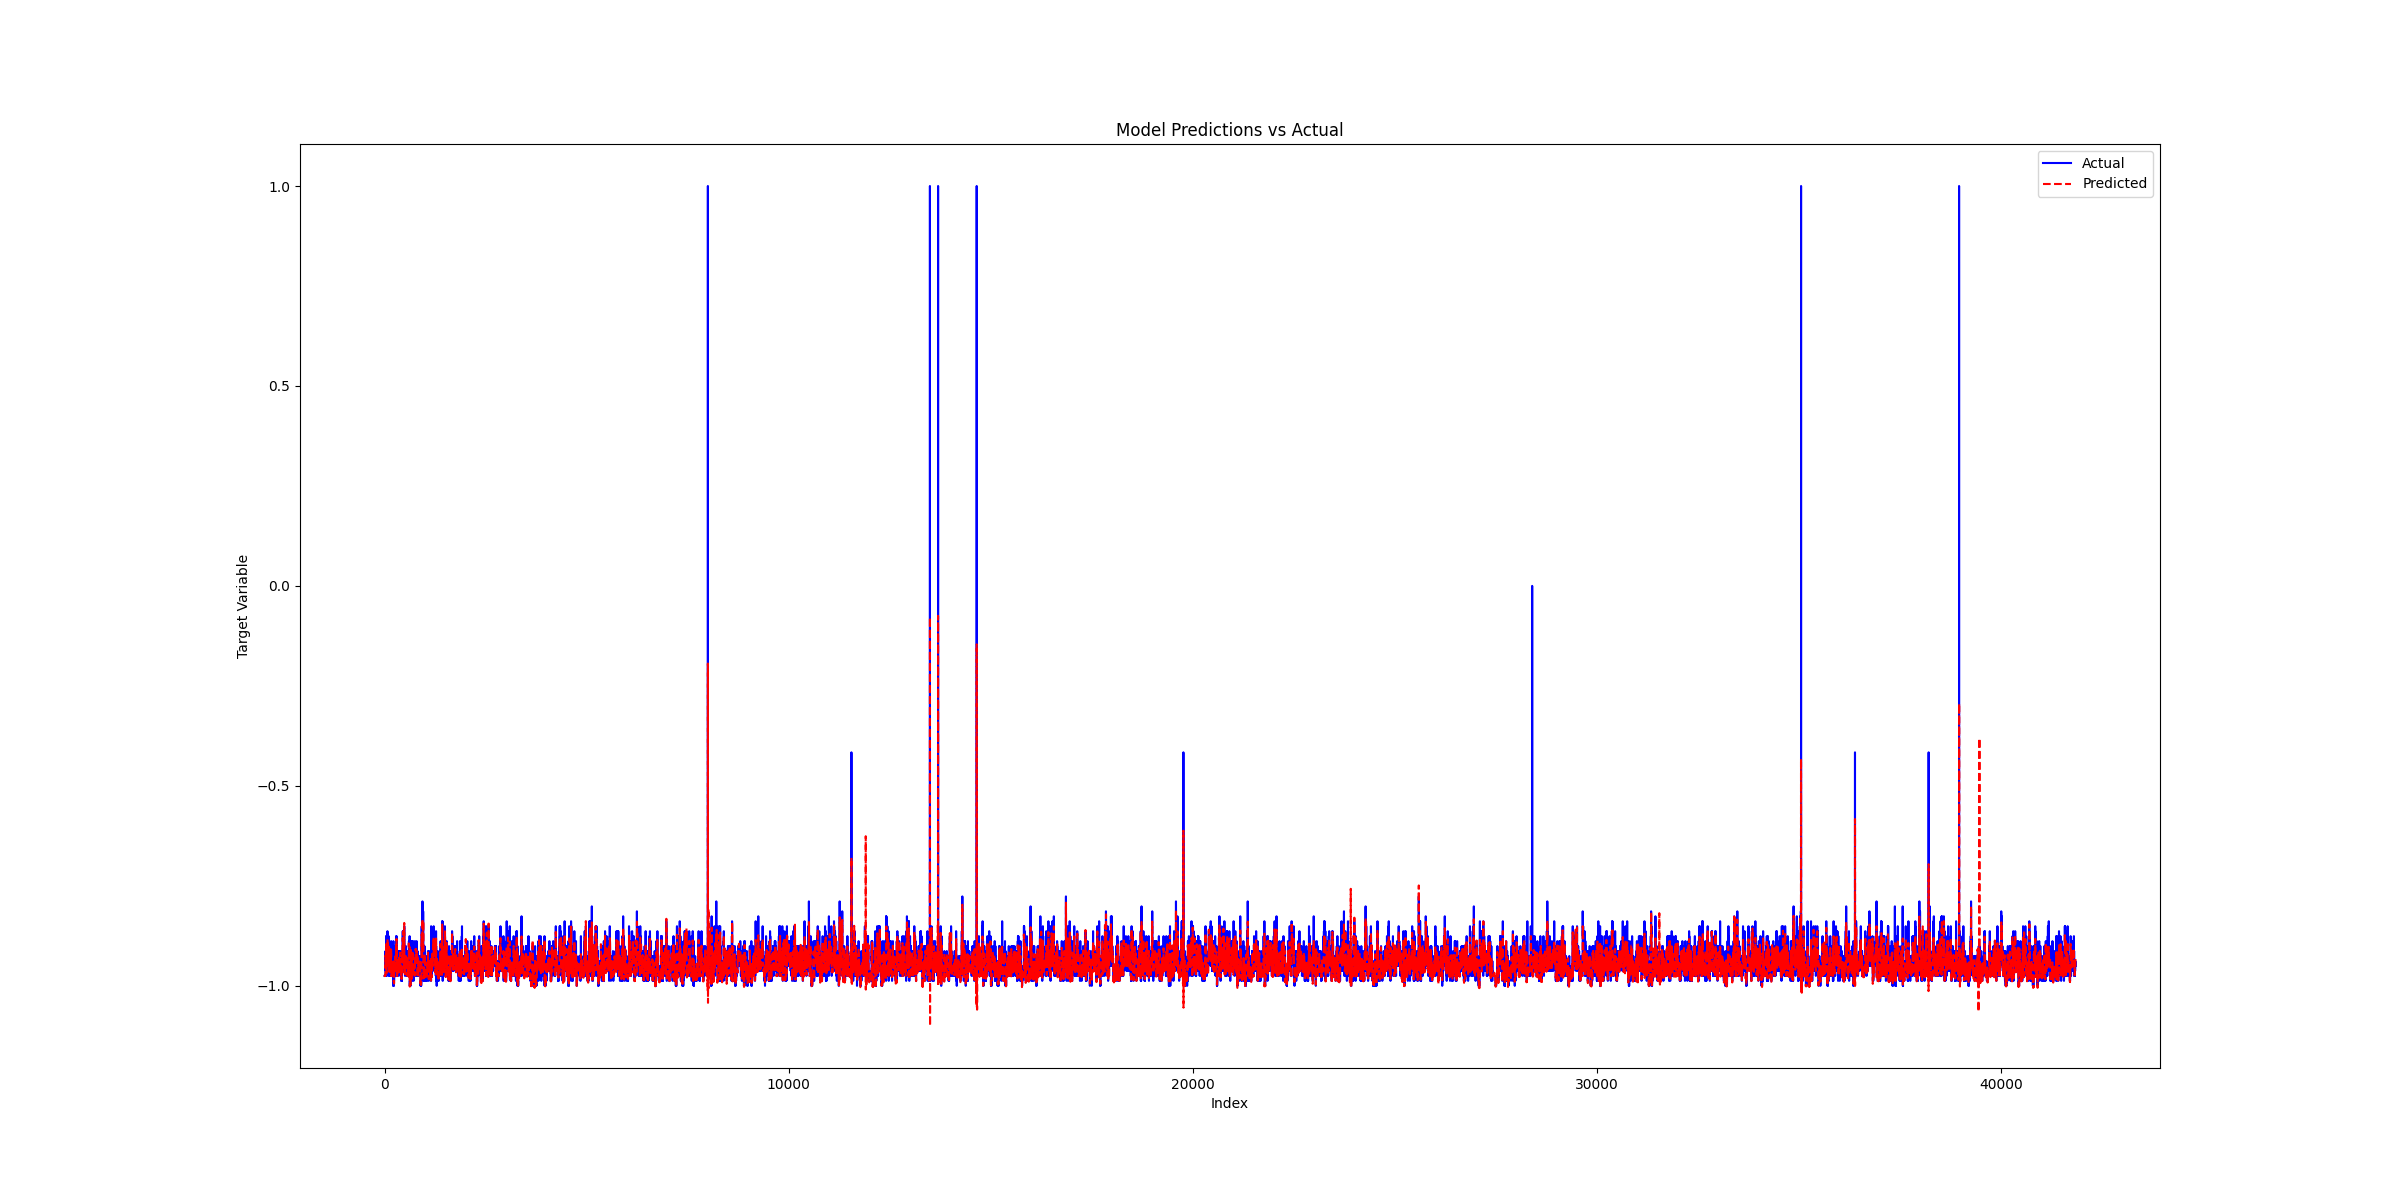 Model Predictions vs Actual
Actual
Predicted
1.0
0.5
0.0
−0.5
−1.0
Target Variable
0
10000
20000
30000
40000
Index